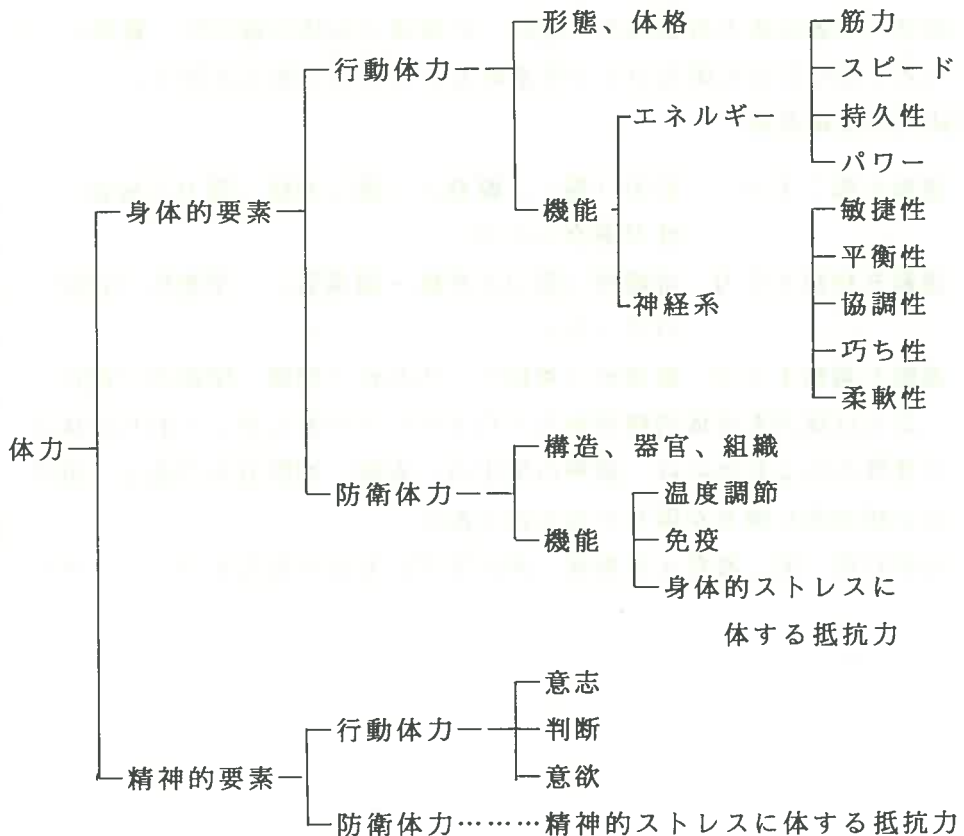 体力
身体的要素
行動体力
形態、体格
機能
エネルギー
筋力
スピード
持久性
パワー
神経系
敏捷性
平衡性
協調性
巧ち性
柔軟性
防衛体力
構造、器官、組織
機能
温度調節
免疫
身体的ストレスに
体する抵抗力
精神的要素
行動体力
意志
判断
意欲
防衛体力………精神的ストレスに体する抵抗力